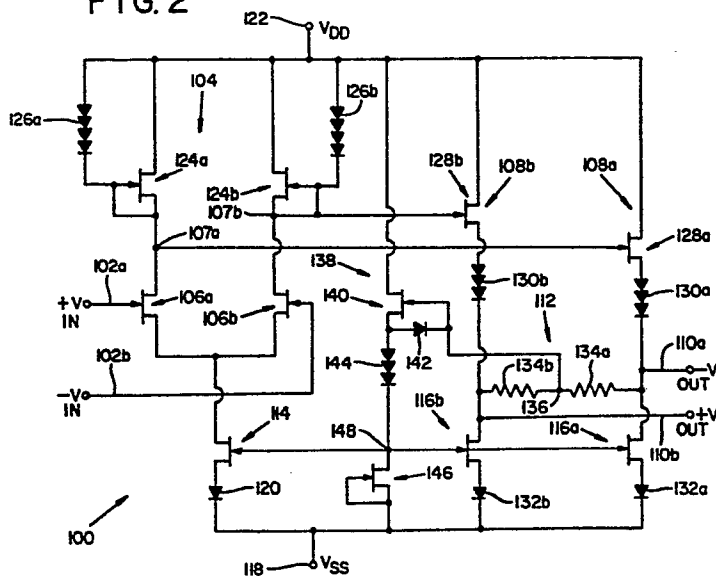 FIG. 2
122
VDD
104
126a
126b
124a
124b
128b
108b
108a
107b
107a
128a
102a
138
130b
130a
+V
IN
106a
106b
140
112
110a
142
134b
134a
-V
OUT
102b
144
136
-V
IN
116b
+V
OUT
114
148
116a
110b
146
120
132b
132a
100
118
VSS